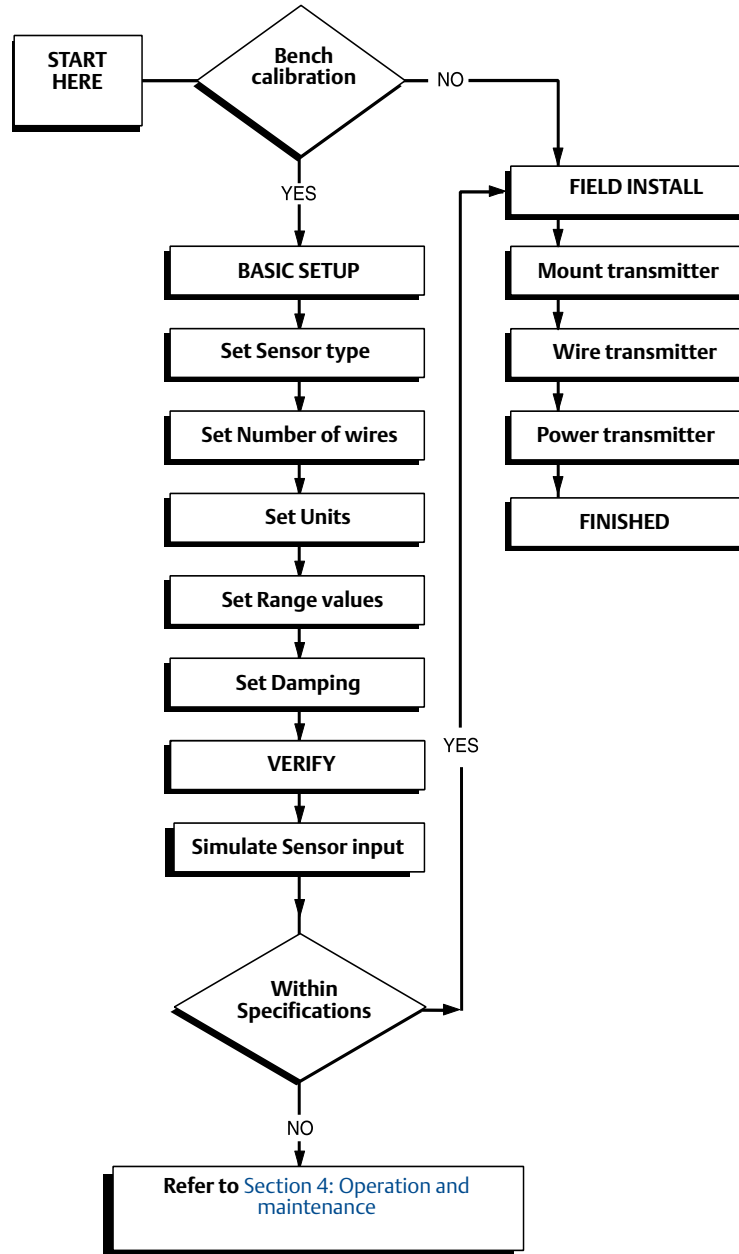 START
HERE
Bench
calibration
NO
YES
BASIC SETUP
Set Sensor type
Set Number of wires
Set Units
Set Range values
Set Damping
VERIFY
Simulate Sensor input
Within
Specifications
YES
NO
Refer to Section 4: Operation and
maintenance
FIELD INSTALL
Mount transmitter
Wire transmitter
Power transmitter
FINISHED